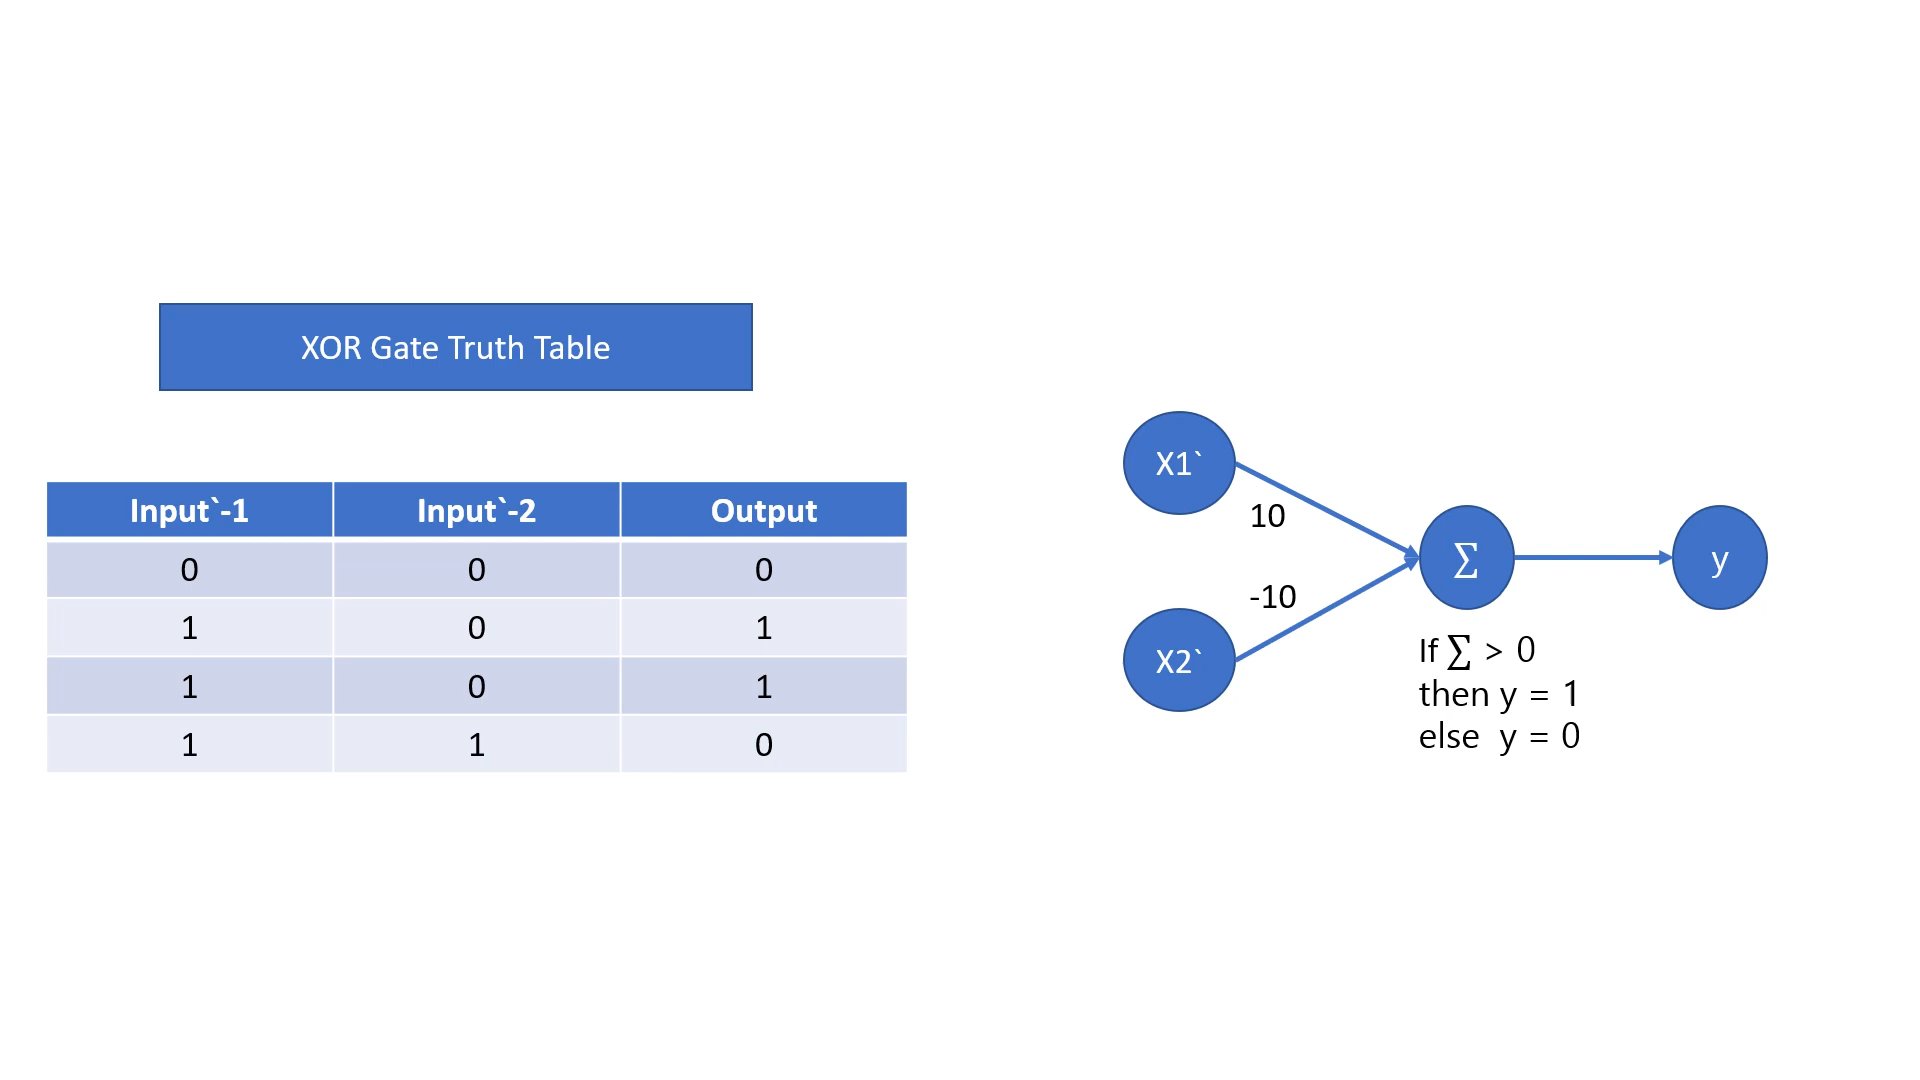 XOR Gate Truth Table
Input`-1 Input`-2 Output
0 0 0
1 0 1
1 0 1
1 1 0
X1`
10
-10
X2`
∑
y
If ∑ > 0
then y = 1
else y = 0